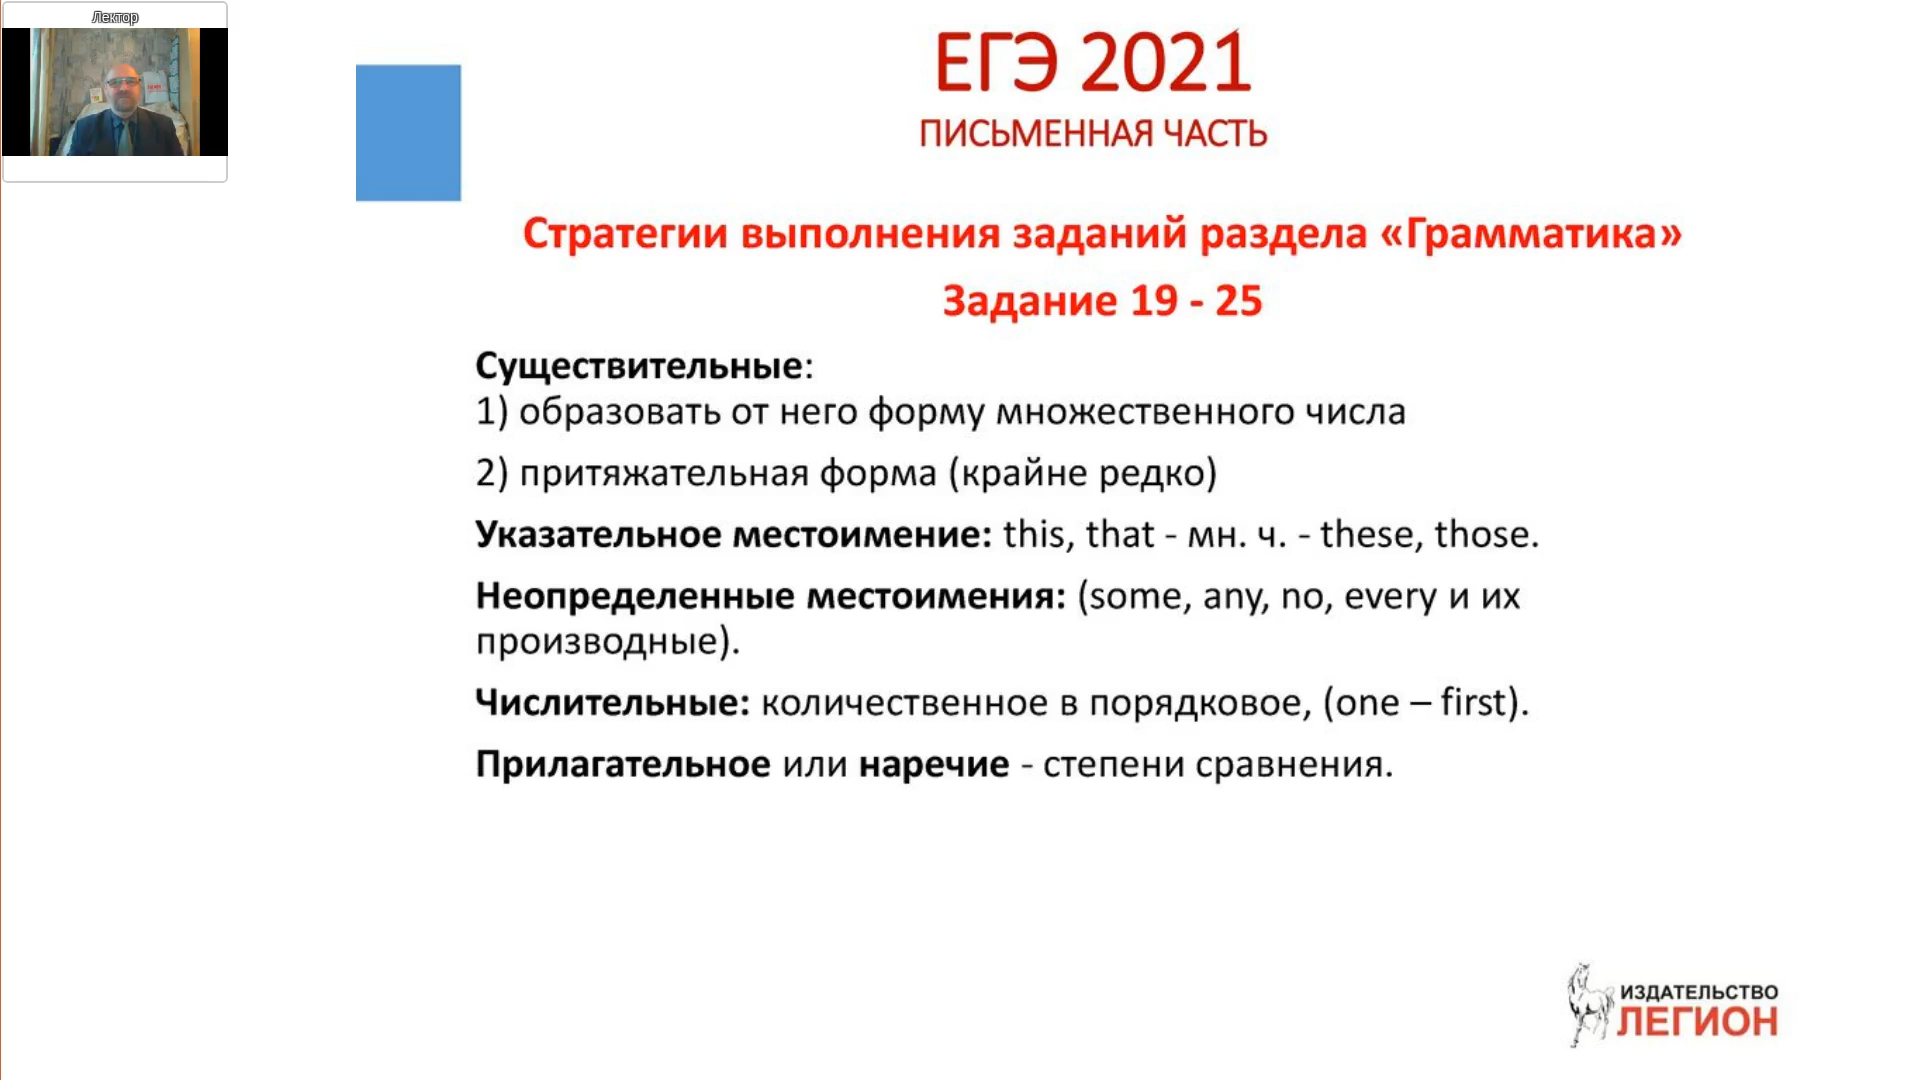 Лектор
ЕГЭ 2021
ПИСЬМЕННАЯ ЧАСТЬ
Стратегии выполнения заданий раздела «Грамматика»
Задание 19 - 25
Существительные:
1) образовать от него форму множественного числа
2) притяжательная форма (крайне редко)
Указательное местоимение: this, that - мн. ч. - these, those.
Неопределенные местоимения: (some, any, no, every и их
производные).
Числительные: количественное в порядковое, (one – first).
Прилагательное или наречие - степени сравнения.
ИЗДАТЕЛЬСТВО
ЛЕГИОН